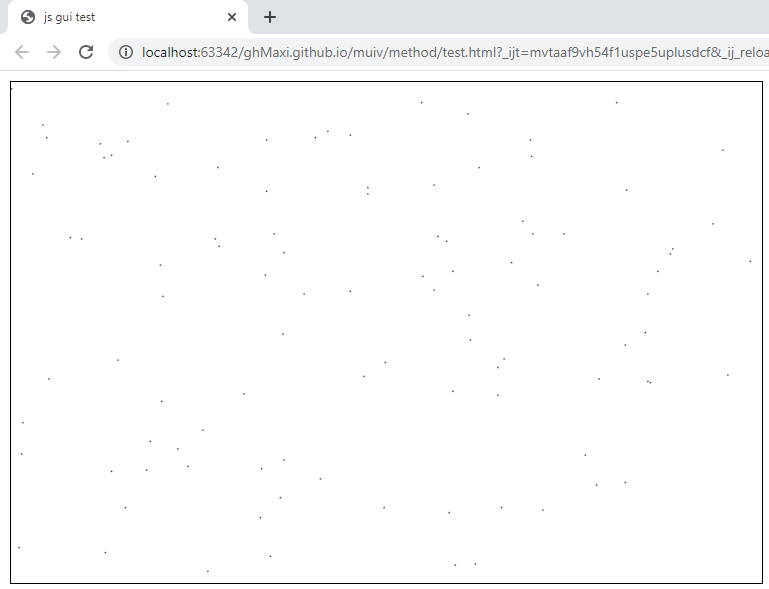 js gui test
localhost:63342/ghMaxi.github.io/muiv/method/test.html?_ijt=mvtaaf9vh54f1uspe5uplusdcf&_ij_reloa